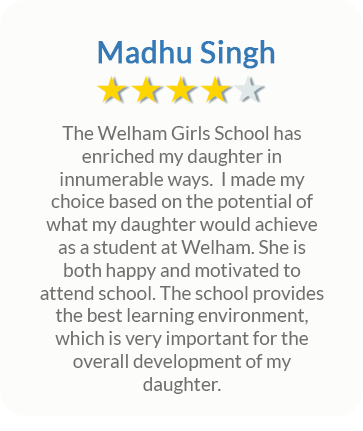 Madhu Singh
The Welham Girls School has
enriched my daughter in
innumerable ways.  I made my
choice based on the potential of
what my daughter would achieve
as a student at Welham. She is
both happy and motivated to
attend school. The school provides
the best learning environment,
which is very important for the
overall development of my
daughter.